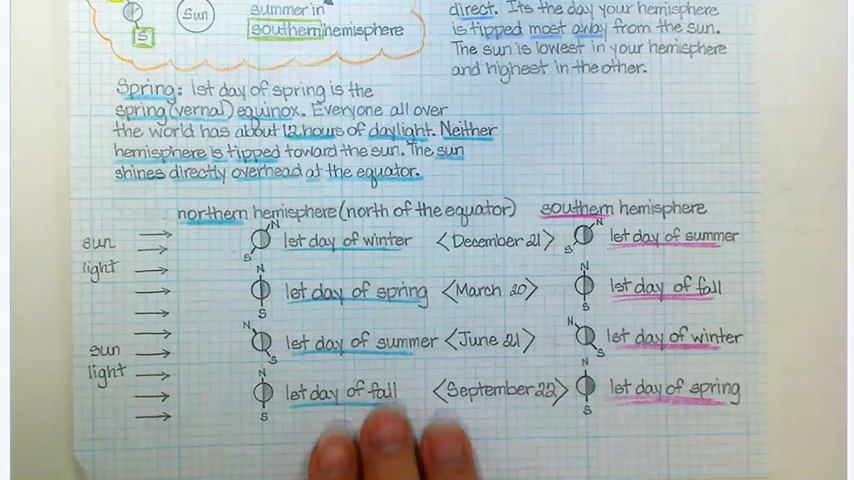 S
Sun
summer in
southern hemisphere
direct. Its the day your hemisphere
is tipped most away from the sun.
The sun is lowest in your hemisphere
and highest in the other.
Spring: 1st day of spring is the
spring (vernal) equinox. Everyone all over
the world has about 12 hours of daylight. Neither
hemisphere is tipped toward the sun. The sun
shines directly overhead at the equator.
northern hemisphere (north of the equator) southern hemisphere
sun
light
N
S
1st day of winter <December 21>
N
S
1st day of summer
N
S
1st day of spring <March 20>
N
S
1st day of fall
sun
light
N
S
1st day of summer <June 21>
N
S
1st day of winter
N
S
1st day of fall <September 22>
N
S
1st day of spring